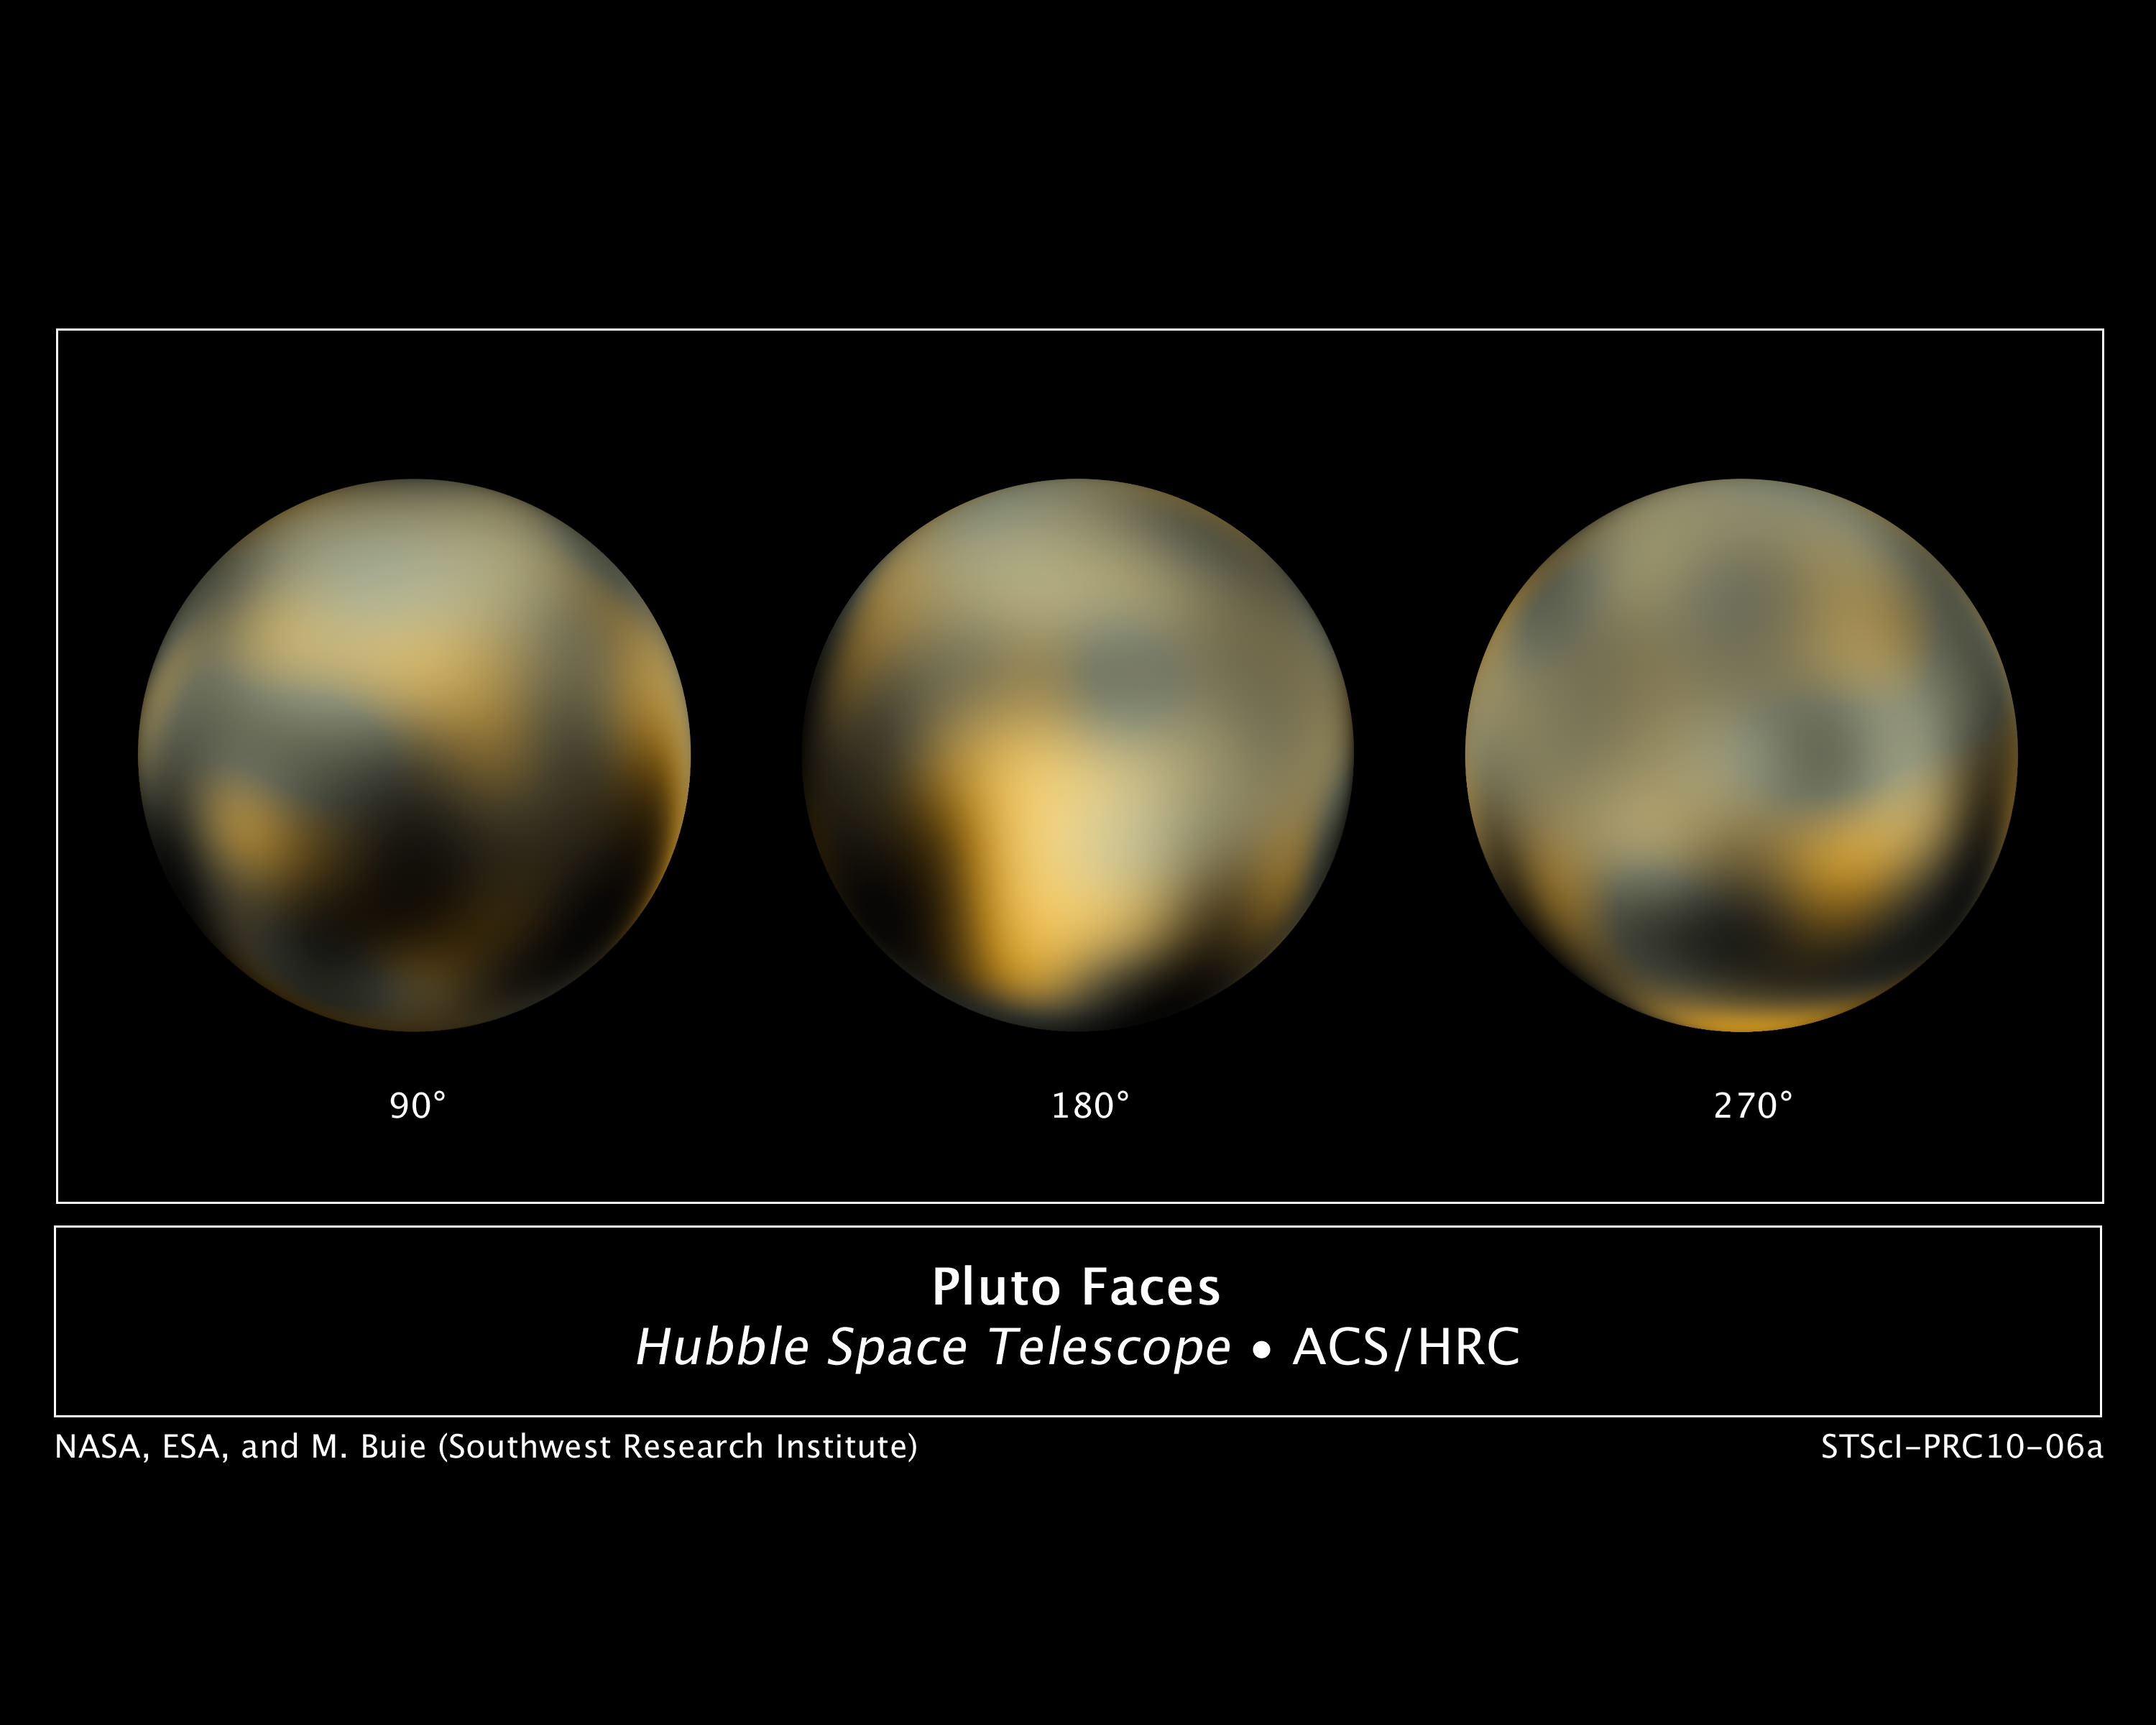 90°
180°
270°
Pluto Faces
Hubble Space Telescope • ACS/HRC
NASA, ESA, and M. Buie (Southwest Research Institute)
STScI–PRC10–06a